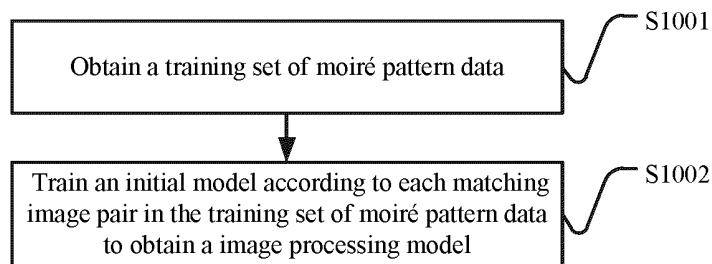 Obtain a training set of moiré pattern data
S1001
Train an initial model according to each matching
image pair in the training set of moiré pattern data
to obtain a image processing model
S1002